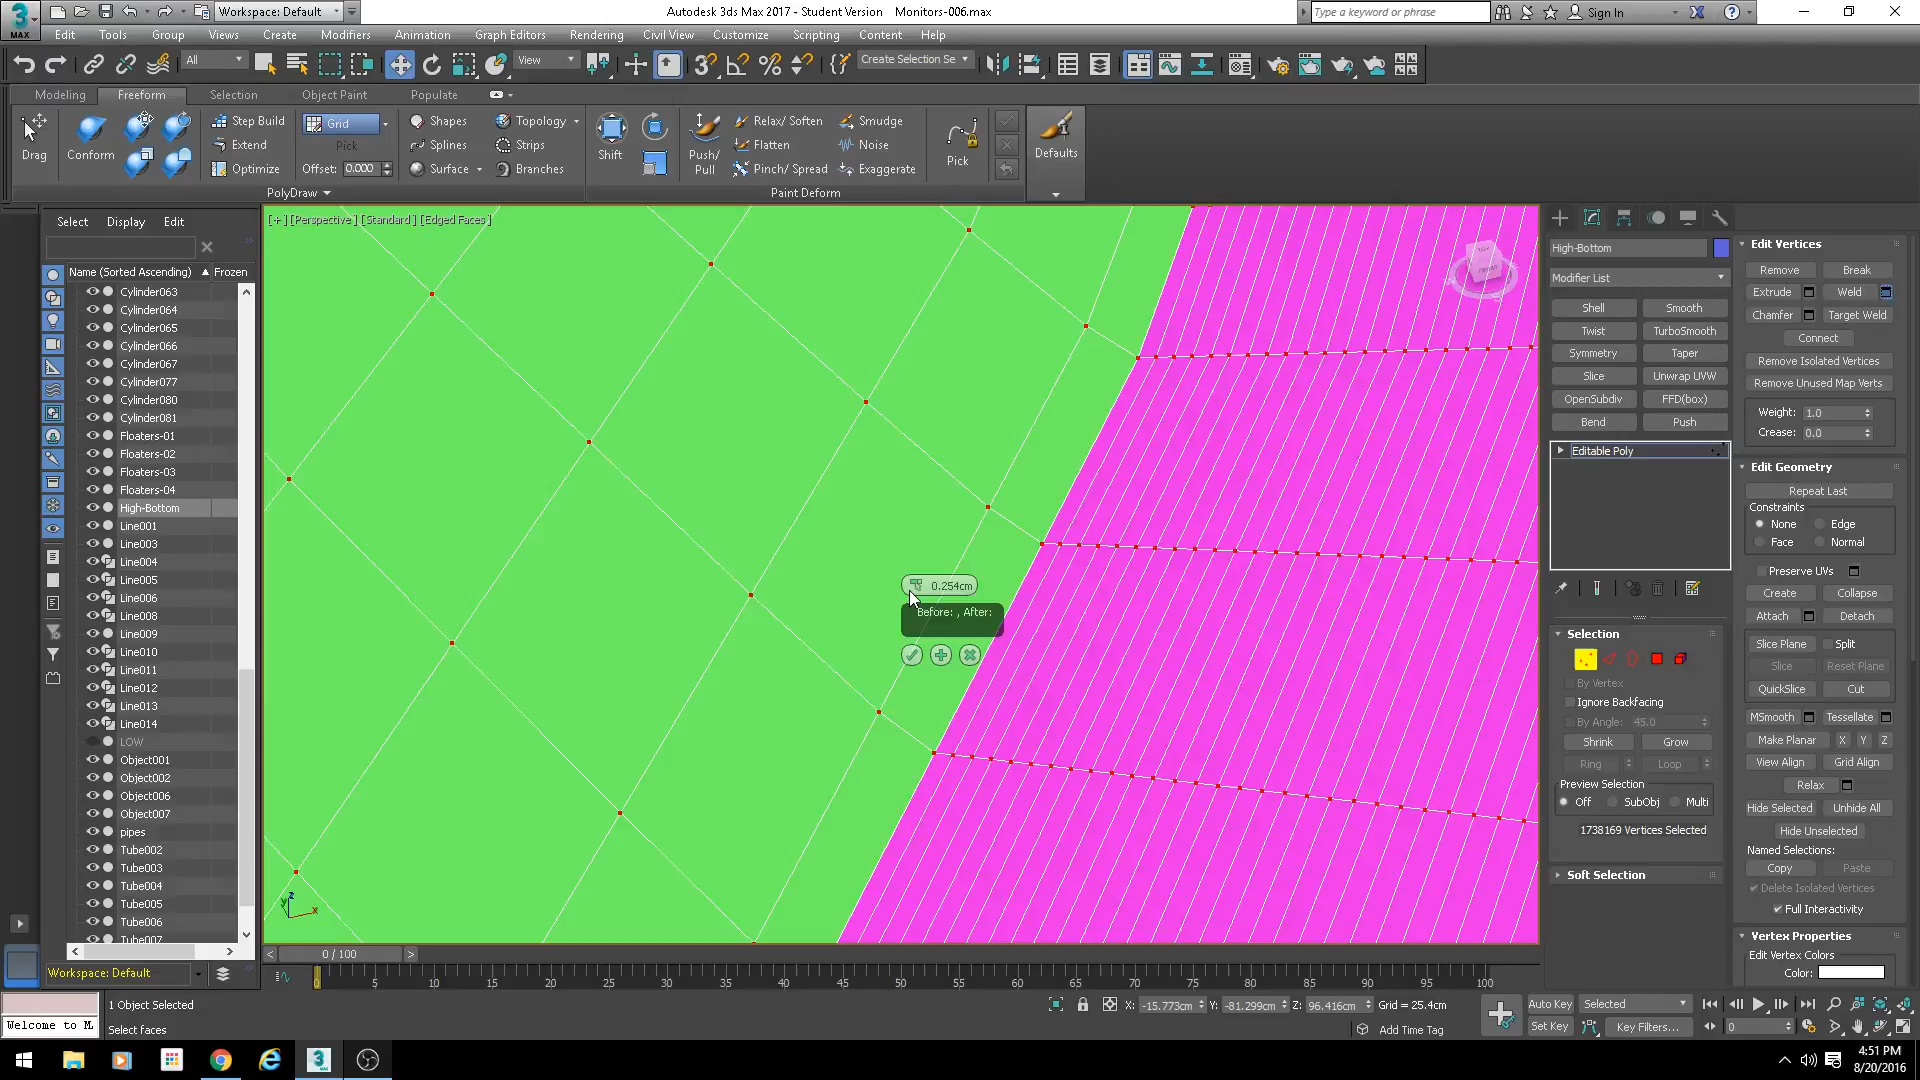 Workspace: Default
Autodesk 3ds Max 2017 - Student Version Monitors-006.max
Type a keyword or phrase
Sign In
MAX
Edit Tools Group Views Create Modifiers Animation Graph Editors Rendering Civil View Customize Scripting Content Help
All
View
Create Selection Se
Modeling Freeform Selection Object Paint Populate
Drag
Conform
Step Build
Extend
Optimize
Grid
Pick
Offset: 0.000
Shapes
Splines
Surface
Topology
Strips
Branches
PolyDraw
Shift
Push/
Pull
Relax/ Soften
Flatten
Pinch/ Spread
Smudge
Noise
Exaggerate
Pick
Paint Deform
Defaults
Select Display Edit
Name (Sorted Ascending) Frozen
Cylinder063
Cylinder064
Cylinder065
Cylinder066
Cylinder067
Cylinder077
Cylinder080
Cylinder081
Floaters-01
Floaters-02
Floaters-03
Floaters-04
High-Bottom
Line001
Line003
Line004
Line005
Line006
Line008
Line009
Line010
Line011
Line012
Line013
Line014
LOW
Object001
Object002
Object006
Object007
pipes
Tube002
Tube003
Tube004
Tube005
Tube006
Tube007
Workspace: Default
[+] [Perspective] [Standard] [Edged Faces]
0.254cm
Before: , After:
z
y
x
High-Bottom
Modifier List
Shell Smooth
Twist TurboSmooth
Symmetry Taper
Slice Unwrap UVW
OpenSubdiv FFD(box)
Bend Push
Editable Poly
Selection
By Vertex
Ignore Backfacing
By Angle: 45.0
Shrink Grow
Ring Loop
Preview Selection
Off SubObj Multi
1738169 Vertices Selected
Soft Selection
Edit Vertices
Remove Break
Extrude Weld
Chamfer Target Weld
Connect
Remove Isolated Vertices
Remove Unused Map Verts
Weight: 1.0
Crease: 0.0
Edit Geometry
Repeat Last
Constraints
None Edge
Face Normal
Preserve UVs
Create Collapse
Attach Detach
Slice Plane Split
Slice Reset Plane
QuickSlice Cut
MSmooth Tessellate
Make Planar X Y Z
View Align Grid Align
Relax
Hide Selected Unhide All
Hide Unselected
Named Selections:
Copy Paste
Delete Isolated Vertices
Full Interactivity
Vertex Properties
Edit Vertex Colors
Color:
0 / 100
0 5 10 15 20 25 30 35 40 45 50 55 60 65 70 75 80 85 90 95 100
Welcome to M
1 Object Selected
Select faces
X: -15.773cm Y: -81.299cm Z: 96.416cm Grid = 25.4cm
Add Time Tag
Auto Key Selected
Set Key Key Filters...
0
4:51 PM
8/20/2016